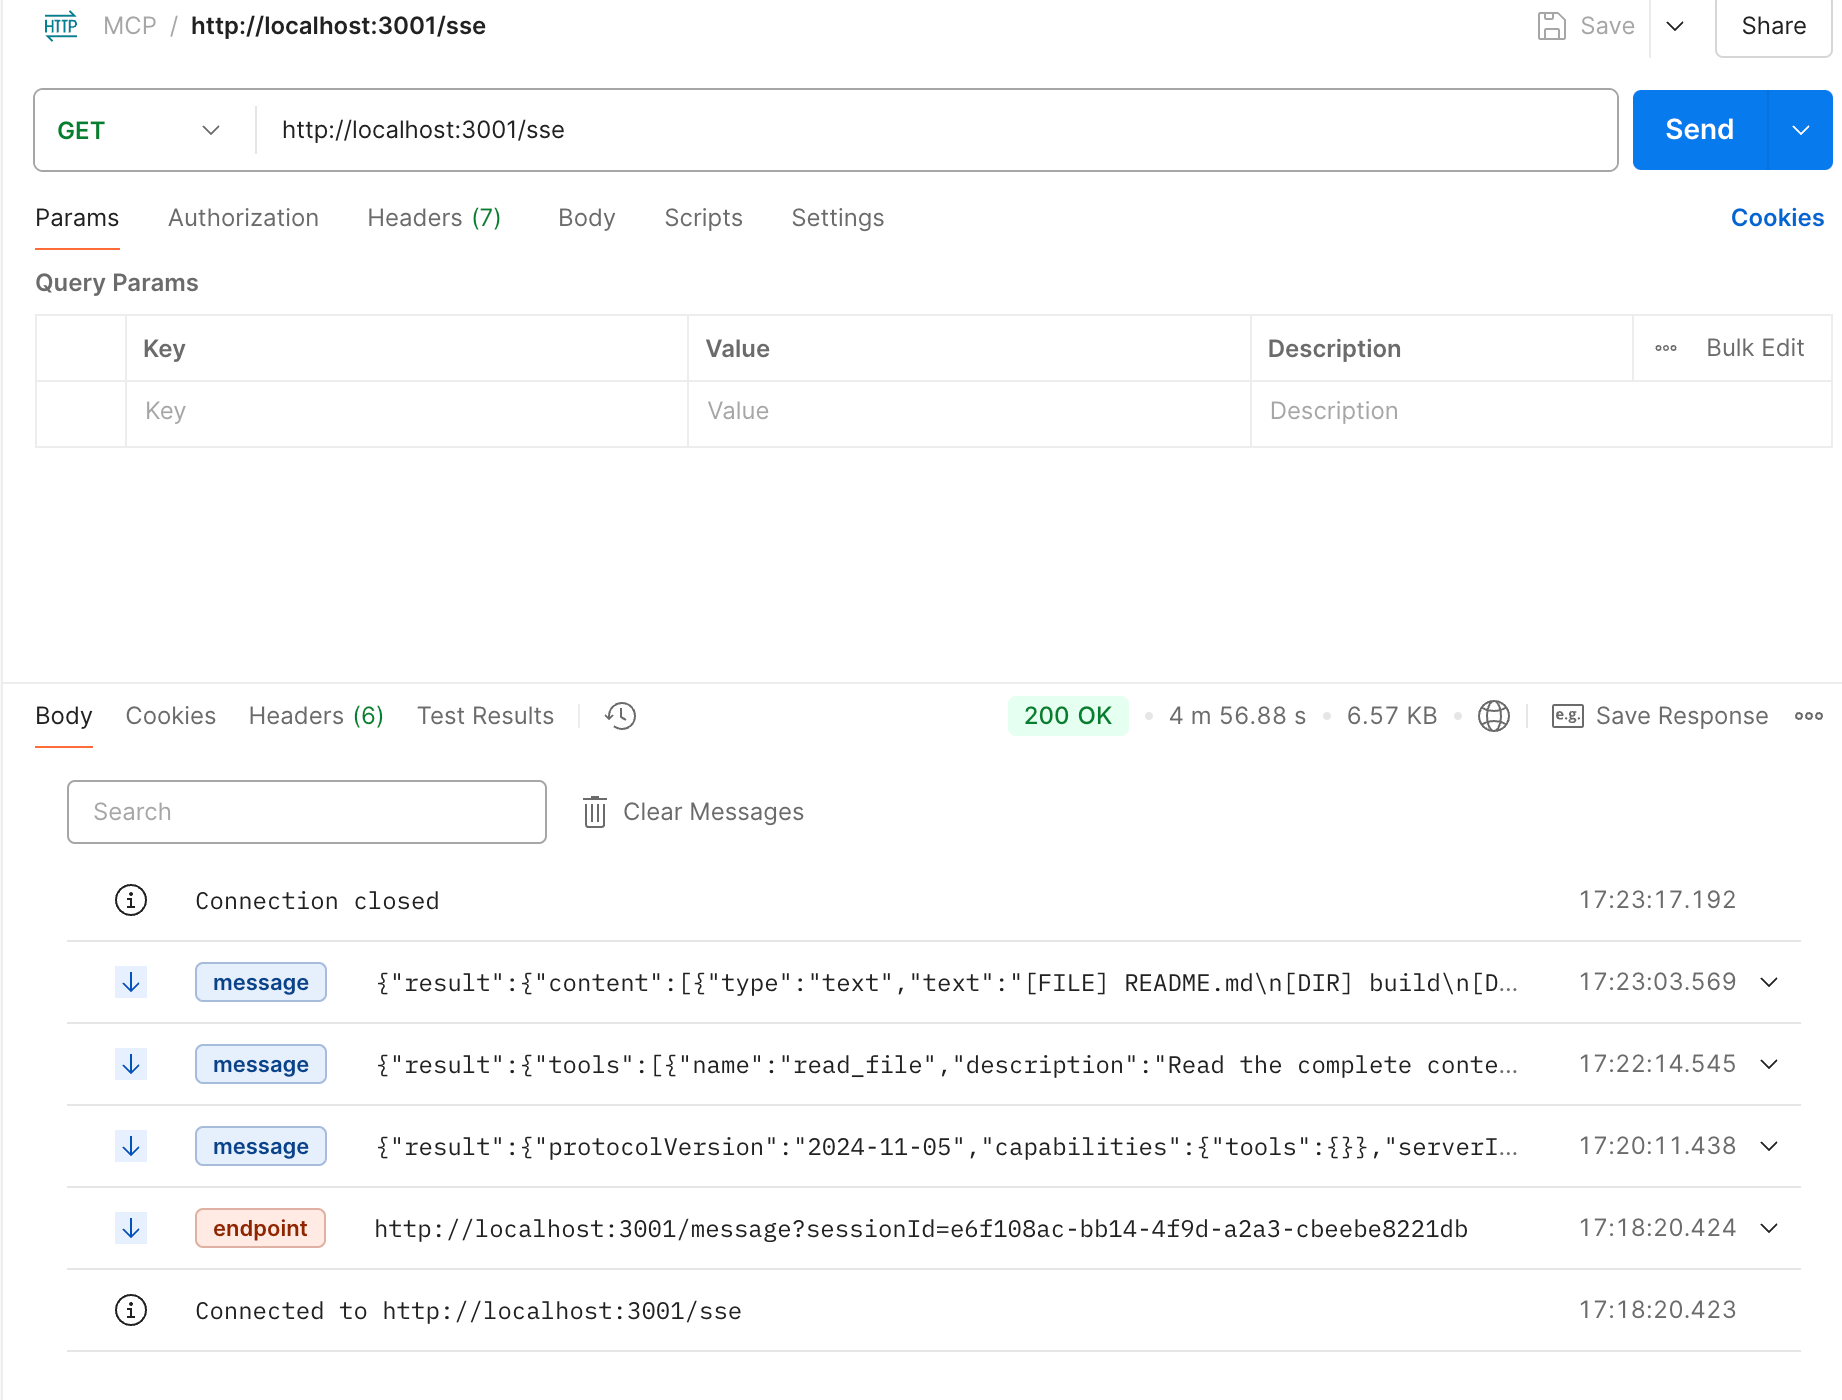 HTTP MCP / http://localhost:3001/sse Save Share
GET http://localhost:3001/sse Send
Params Authorization Headers (7) Body Scripts Settings Cookies
Query Params
Key Value Description Bulk Edit
Key Value Description
Body Cookies Headers (6) Test Results 200 OK 4 m 56.88 s 6.57 KB e.g. Save Response
Search Clear Messages
Connection closed 17:23:17.192
message {"result":{"content":[{"type":"text","text":"[FILE] README.md\n[DIR] build\n[D... 17:23:03.569
message {"result":{"tools":[{"name":"read_file","description":"Read the complete conte... 17:22:14.545
message {"result":{"protocolVersion":"2024-11-05","capabilities":{"tools":{}},"serverI... 17:20:11.438
endpoint http://localhost:3001/message?sessionId=e6f108ac-bb14-4f9d-a2a3-cbeebe8221db 17:18:20.424
Connected to http://localhost:3001/sse 17:18:20.423